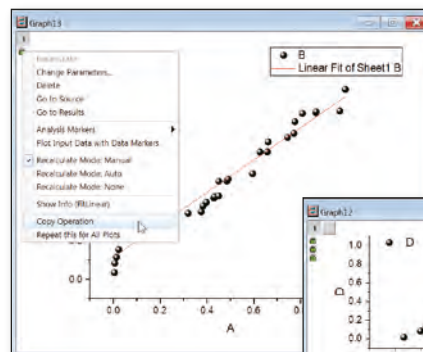 Graph13
1
B
Linear Fit of Sheet1 B
Recalculate
Change Parameters...
Delete
Go to Source
Go to Results
Analysis Markers
Plot Input Data with Data Markers
Recalculate Mode: Manual
Recalculate Mode: Auto
Recalculate Mode: None
Show Info (FitLinear)
Copy Operation
Repeat this for All Plots
0.0
0.0
0.2
0.4
0.6
A
Graph12
1
D
1.0
0.8
0.6
0.4
0.2
0.0
D